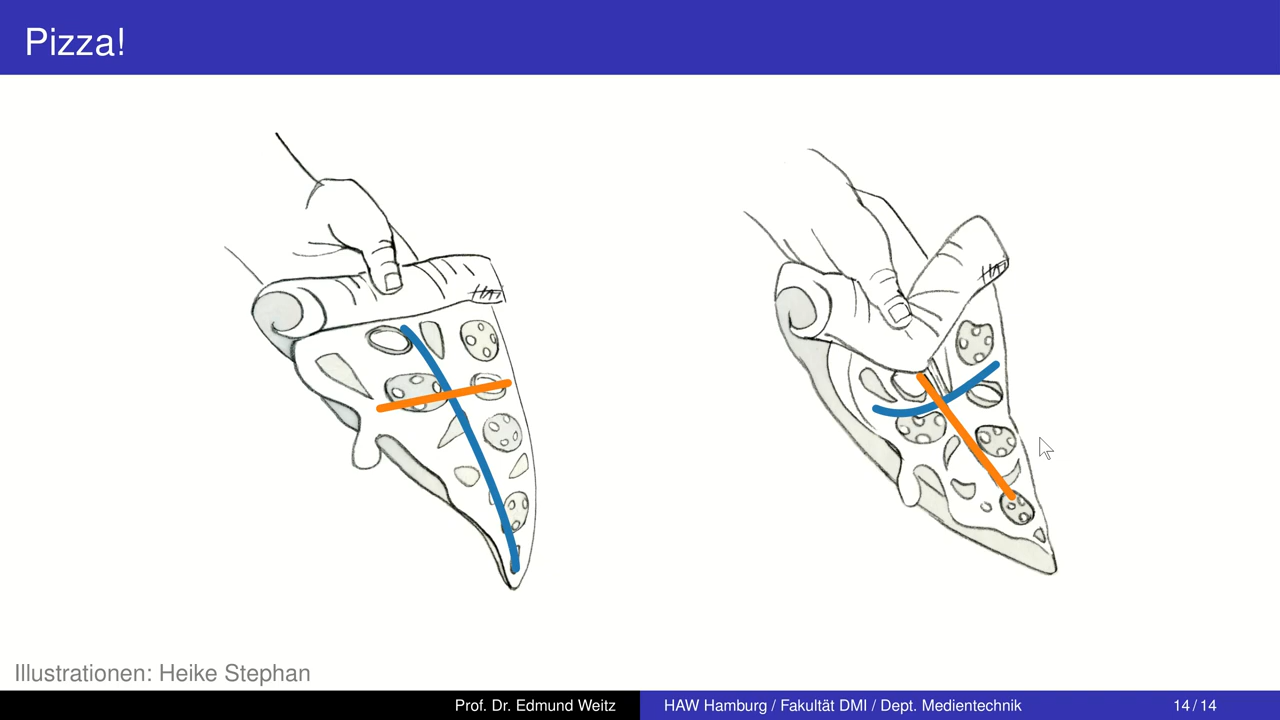 Pizza!
Illustrationen: Heike Stephan
Prof. Dr. Edmund Weitz
HAW Hamburg / Fakultät DMI / Dept. Medientechnik
14 / 14